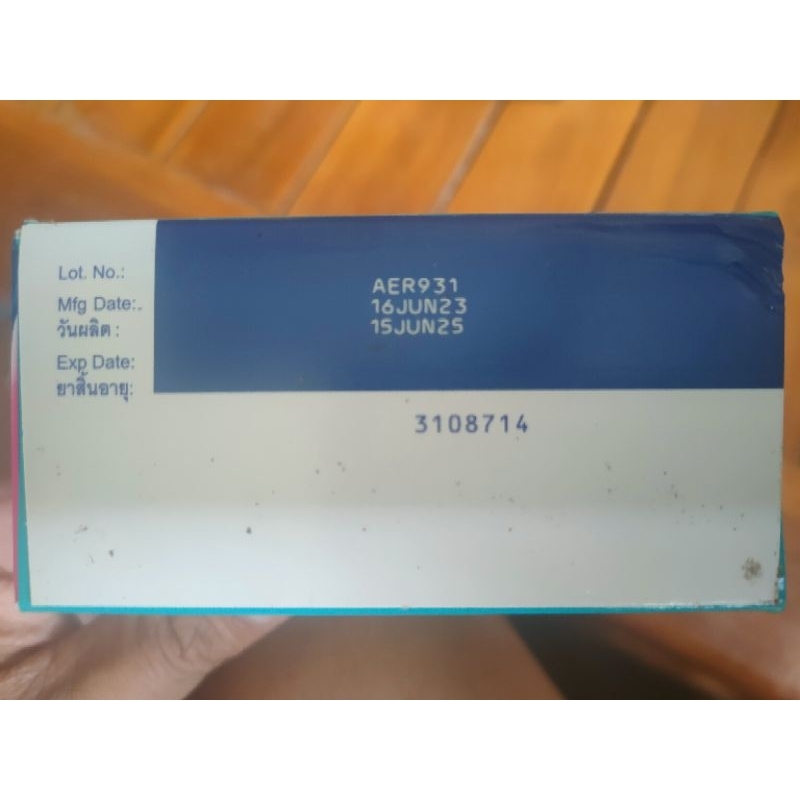 Lot. No.:
AER931
Mfg Date:.
16JUN23
วันผลิต :
15JUN25
Exp Date:
ยาสิ้นอายุ:
3108714